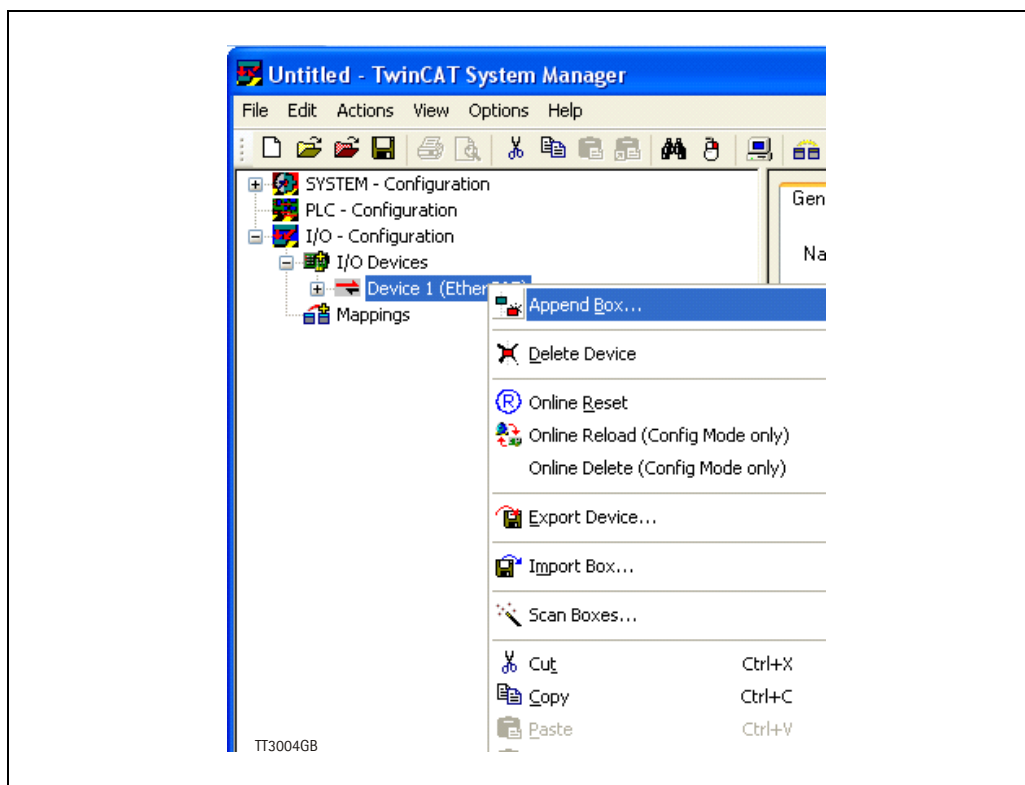 Untitled - TwinCAT System Manager
File Edit Actions View Options Help
SYSTEM - Configuration
PLC - Configuration
I/O - Configuration
I/O Devices
Device 1 (Ether
Mappings
Gen
Na
Append Box...
Delete Device
Online Reset
Online Reload (Config Mode only)
Online Delete (Config Mode only)
Export Device...
Import Box...
Scan Boxes...
Cut Ctrl+X
Copy Ctrl+C
Paste Ctrl+V
TT3004GB